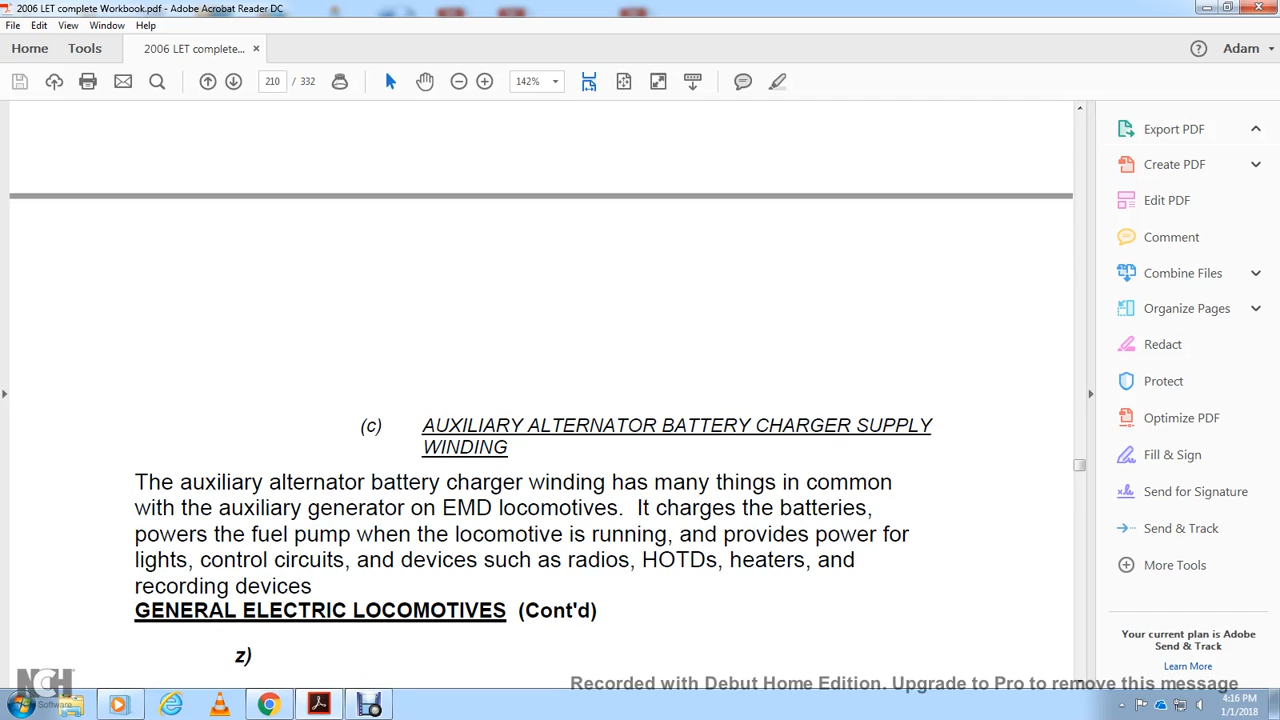 2006 LET complete Workbook.pdf - Adobe Acrobat Reader DC
File Edit View Window Help
Home Tools 2006 LET complete... × Adam
210 / 332 142%
Export PDF
Create PDF
Edit PDF
Comment
Combine Files
Organize Pages
Redact
Protect
Optimize PDF
Fill & Sign
Send for Signature
Send & Track
More Tools
Your current plan is Adobe
Send & Track
Learn More
(c) AUXILIARY ALTERNATOR BATTERY CHARGER SUPPLY
WINDING
The auxiliary alternator battery charger winding has many things in common
with the auxiliary generator on EMD locomotives.  It charges the batteries,
powers the fuel pump when the locomotive is running, and provides power for
lights, control circuits, and devices such as radios, HOTDs, heaters, and
recording devices
GENERAL ELECTRIC LOCOMOTIVES  (Cont'd)
z)
NCH
Software
Recorded with Debut Home Edition. Upgrade to Pro to remove this message
4:16 PM
1/1/2018